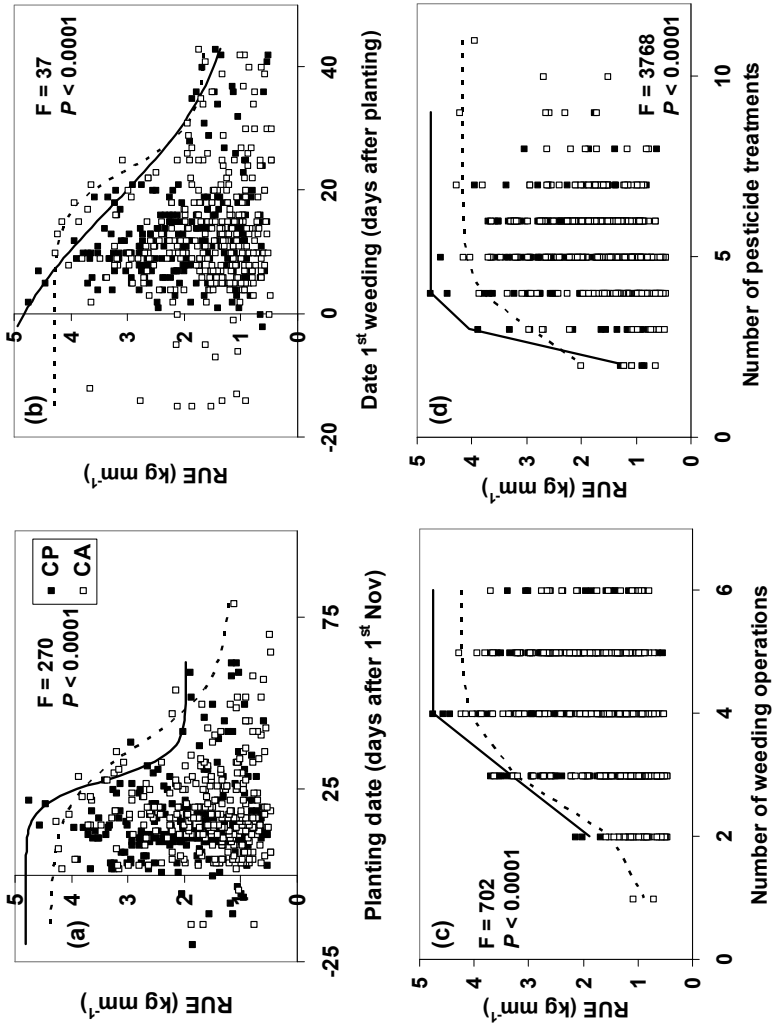 (a)
F = 270
P < 0.0001
■ CP
□ CA
RUE (kg mm⁻¹)
5
4
3
2
1
0
-25
25
75
Planting date (days after 1ˢᵗ Nov)
(b)
F = 37
P < 0.0001
RUE (kg mm⁻¹)
5
4
3
2
1
0
-20
0
20
40
Date 1ˢᵗ weeding (days after planting)
(c)
F = 702
P < 0.0001
RUE (kg mm⁻¹)
5
4
3
2
1
0
0
2
4
6
Number of weeding operations
(d)
F = 3768
P < 0.0001
RUE (kg mm⁻¹)
5
4
3
2
1
0
0
5
10
Number of pesticide treatments